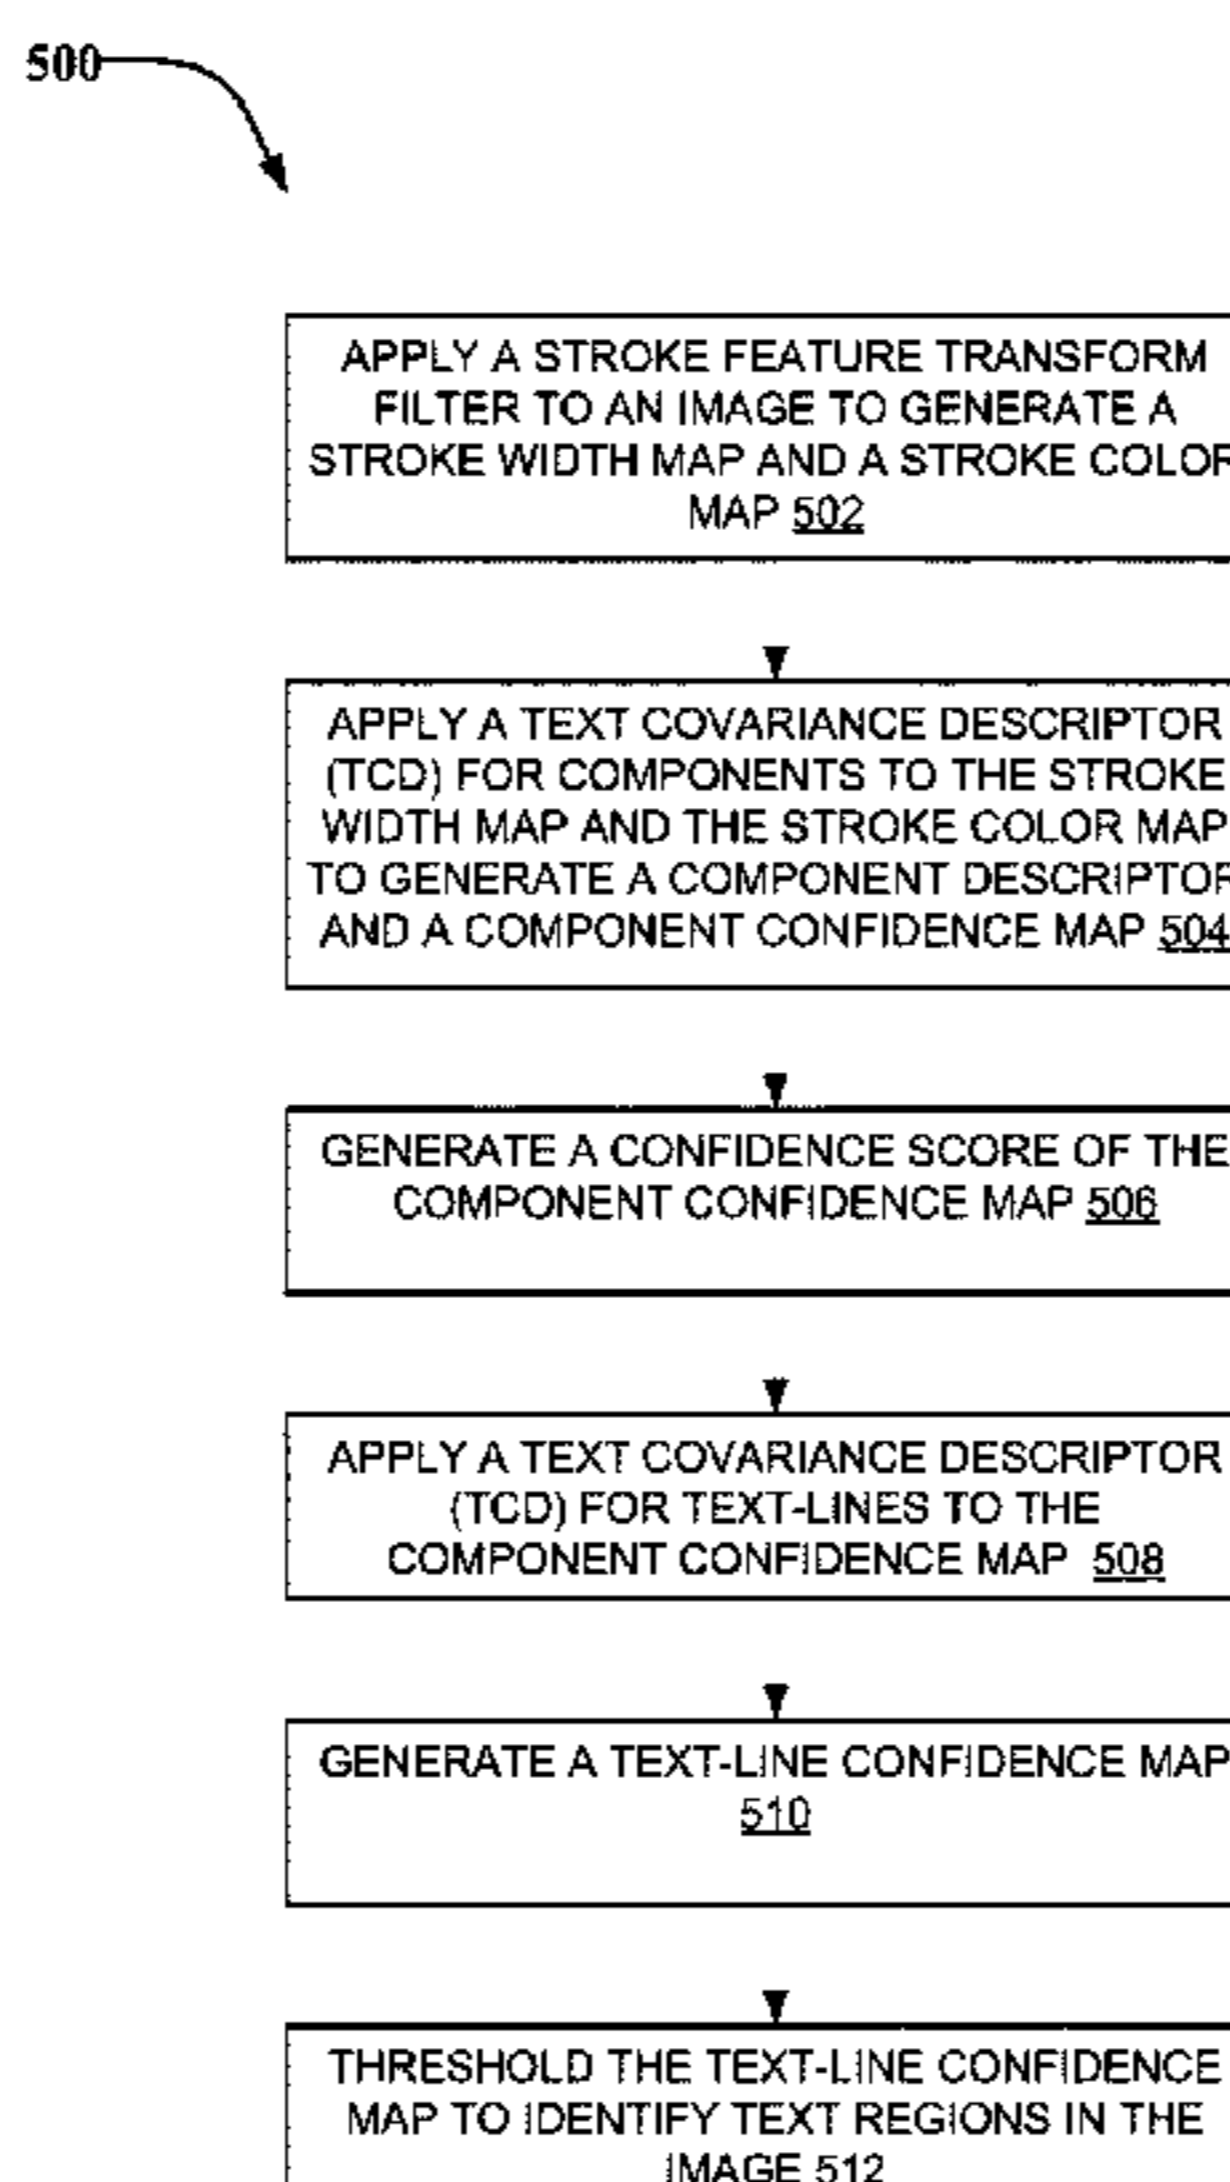 500
APPLY A STROKE FEATURE TRANSFORM
FILTER TO AN IMAGE TO GENERATE A
STROKE WIDTH MAP AND A STROKE COLOR
MAP 502
APPLY A TEXT COVARIANCE DESCRIPTOR
(TCD) FOR COMPONENTS TO THE STROKE
WIDTH MAP AND THE STROKE COLOR MAP
TO GENERATE A COMPONENT DESCRIPTOR
AND A COMPONENT CONFIDENCE MAP 504
GENERATE A CONFIDENCE SCORE OF THE
COMPONENT CONFIDENCE MAP 506
APPLY A TEXT COVARIANCE DESCRIPTOR
(TCD) FOR TEXT-LINES TO THE
COMPONENT CONFIDENCE MAP 508
GENERATE A TEXT-LINE CONFIDENCE MAP
510
THRESHOLD THE TEXT-LINE CONFIDENCE
MAP TO IDENTIFY TEXT REGIONS IN THE
IMAGE 512